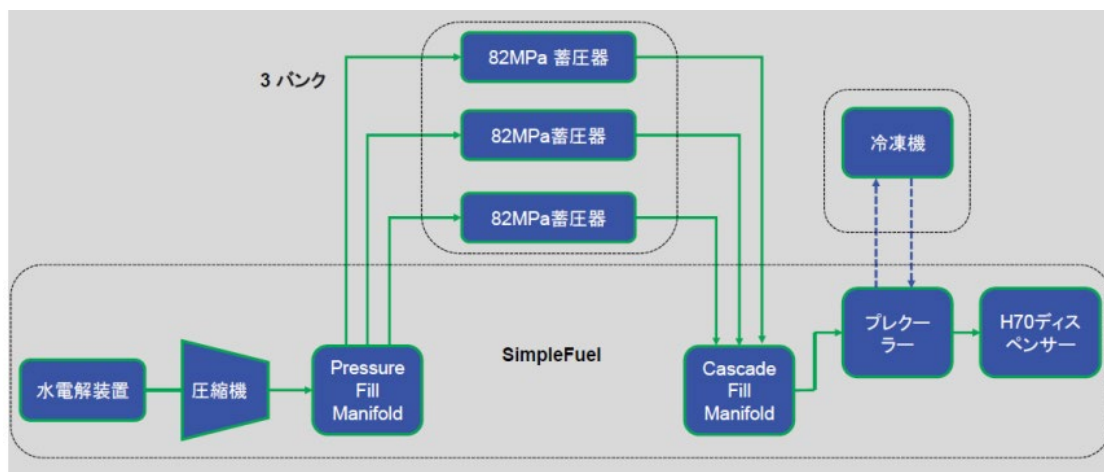 3 バンク
82MPa 蓄圧器
82MPa蓄圧器
82MPa蓄圧器
冷凍機
SimpleFuel
水電解装置
圧縮機
Pressure
Fill
Manifold
Cascade
Fill
Manifold
プレクー
ラー
H70ディス
ペンサー